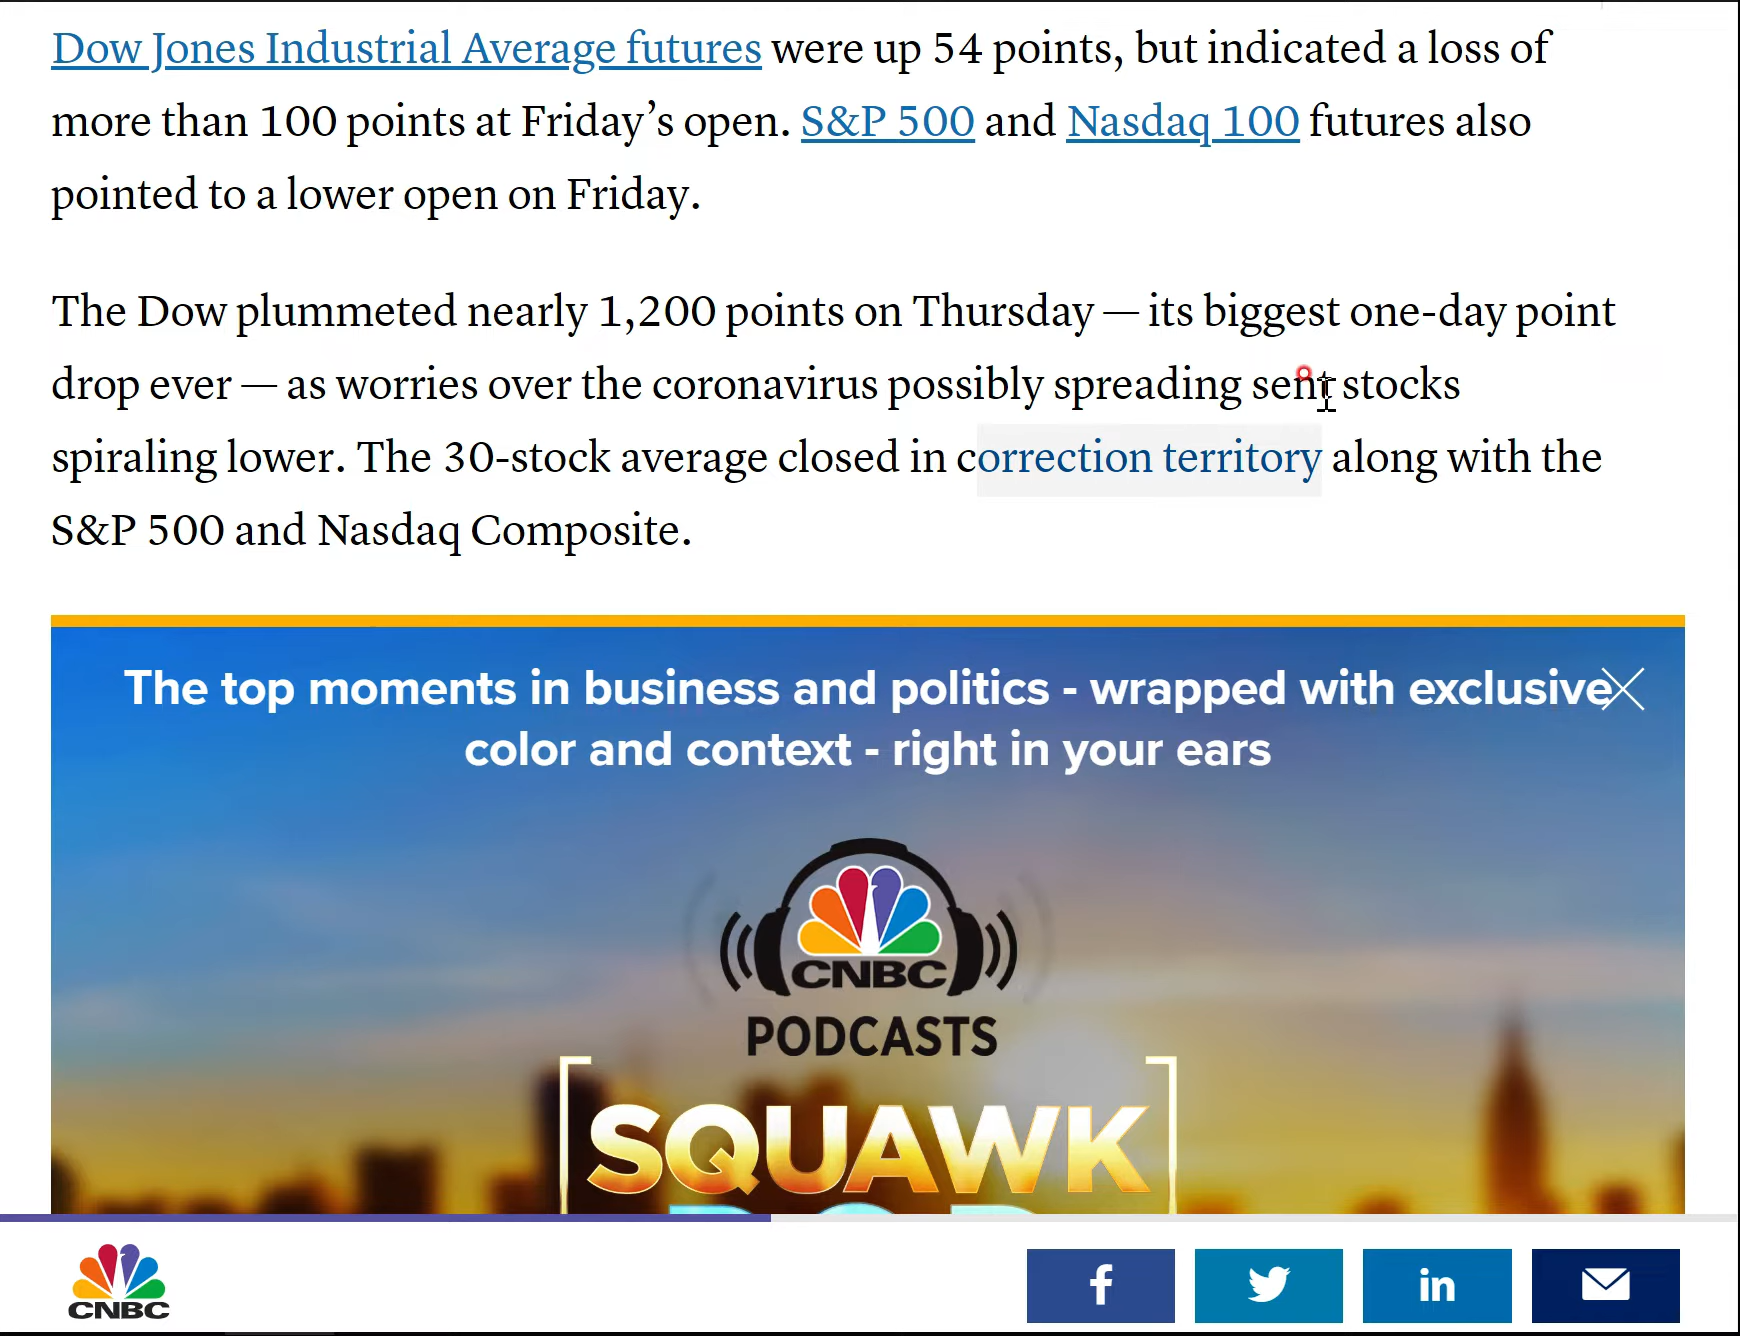 Dow Jones Industrial Average futures were up 54 points, but indicated a loss of
more than 100 points at Friday’s open. S&P 500 and Nasdaq 100 futures also
pointed to a lower open on Friday.
The Dow plummeted nearly 1,200 points on Thursday — its biggest one-day point
drop ever — as worries over the coronavirus possibly spreading sent stocks
spiraling lower. The 30-stock average closed in correction territory along with the
S&P 500 and Nasdaq Composite.
The top moments in business and politics - wrapped with exclusive
color and context - right in your ears
CNBC
PODCASTS
SQUAWK
CNBC